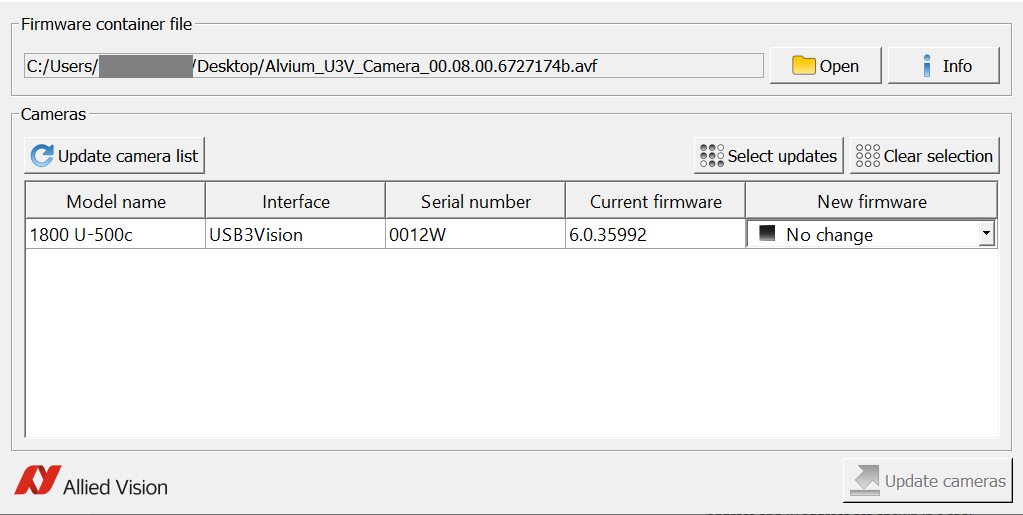 Firmware container file
C:/Users/ /Desktop/Alvium_U3V_Camera_00.08.00.6727174b.avf
Open
Info
Cameras
Update camera list
Select updates
Clear selection
Model name Interface Serial number Current firmware New firmware
1800 U-500c USB3Vision 0012W 6.0.35992 No change
Allied Vision
Update cameras